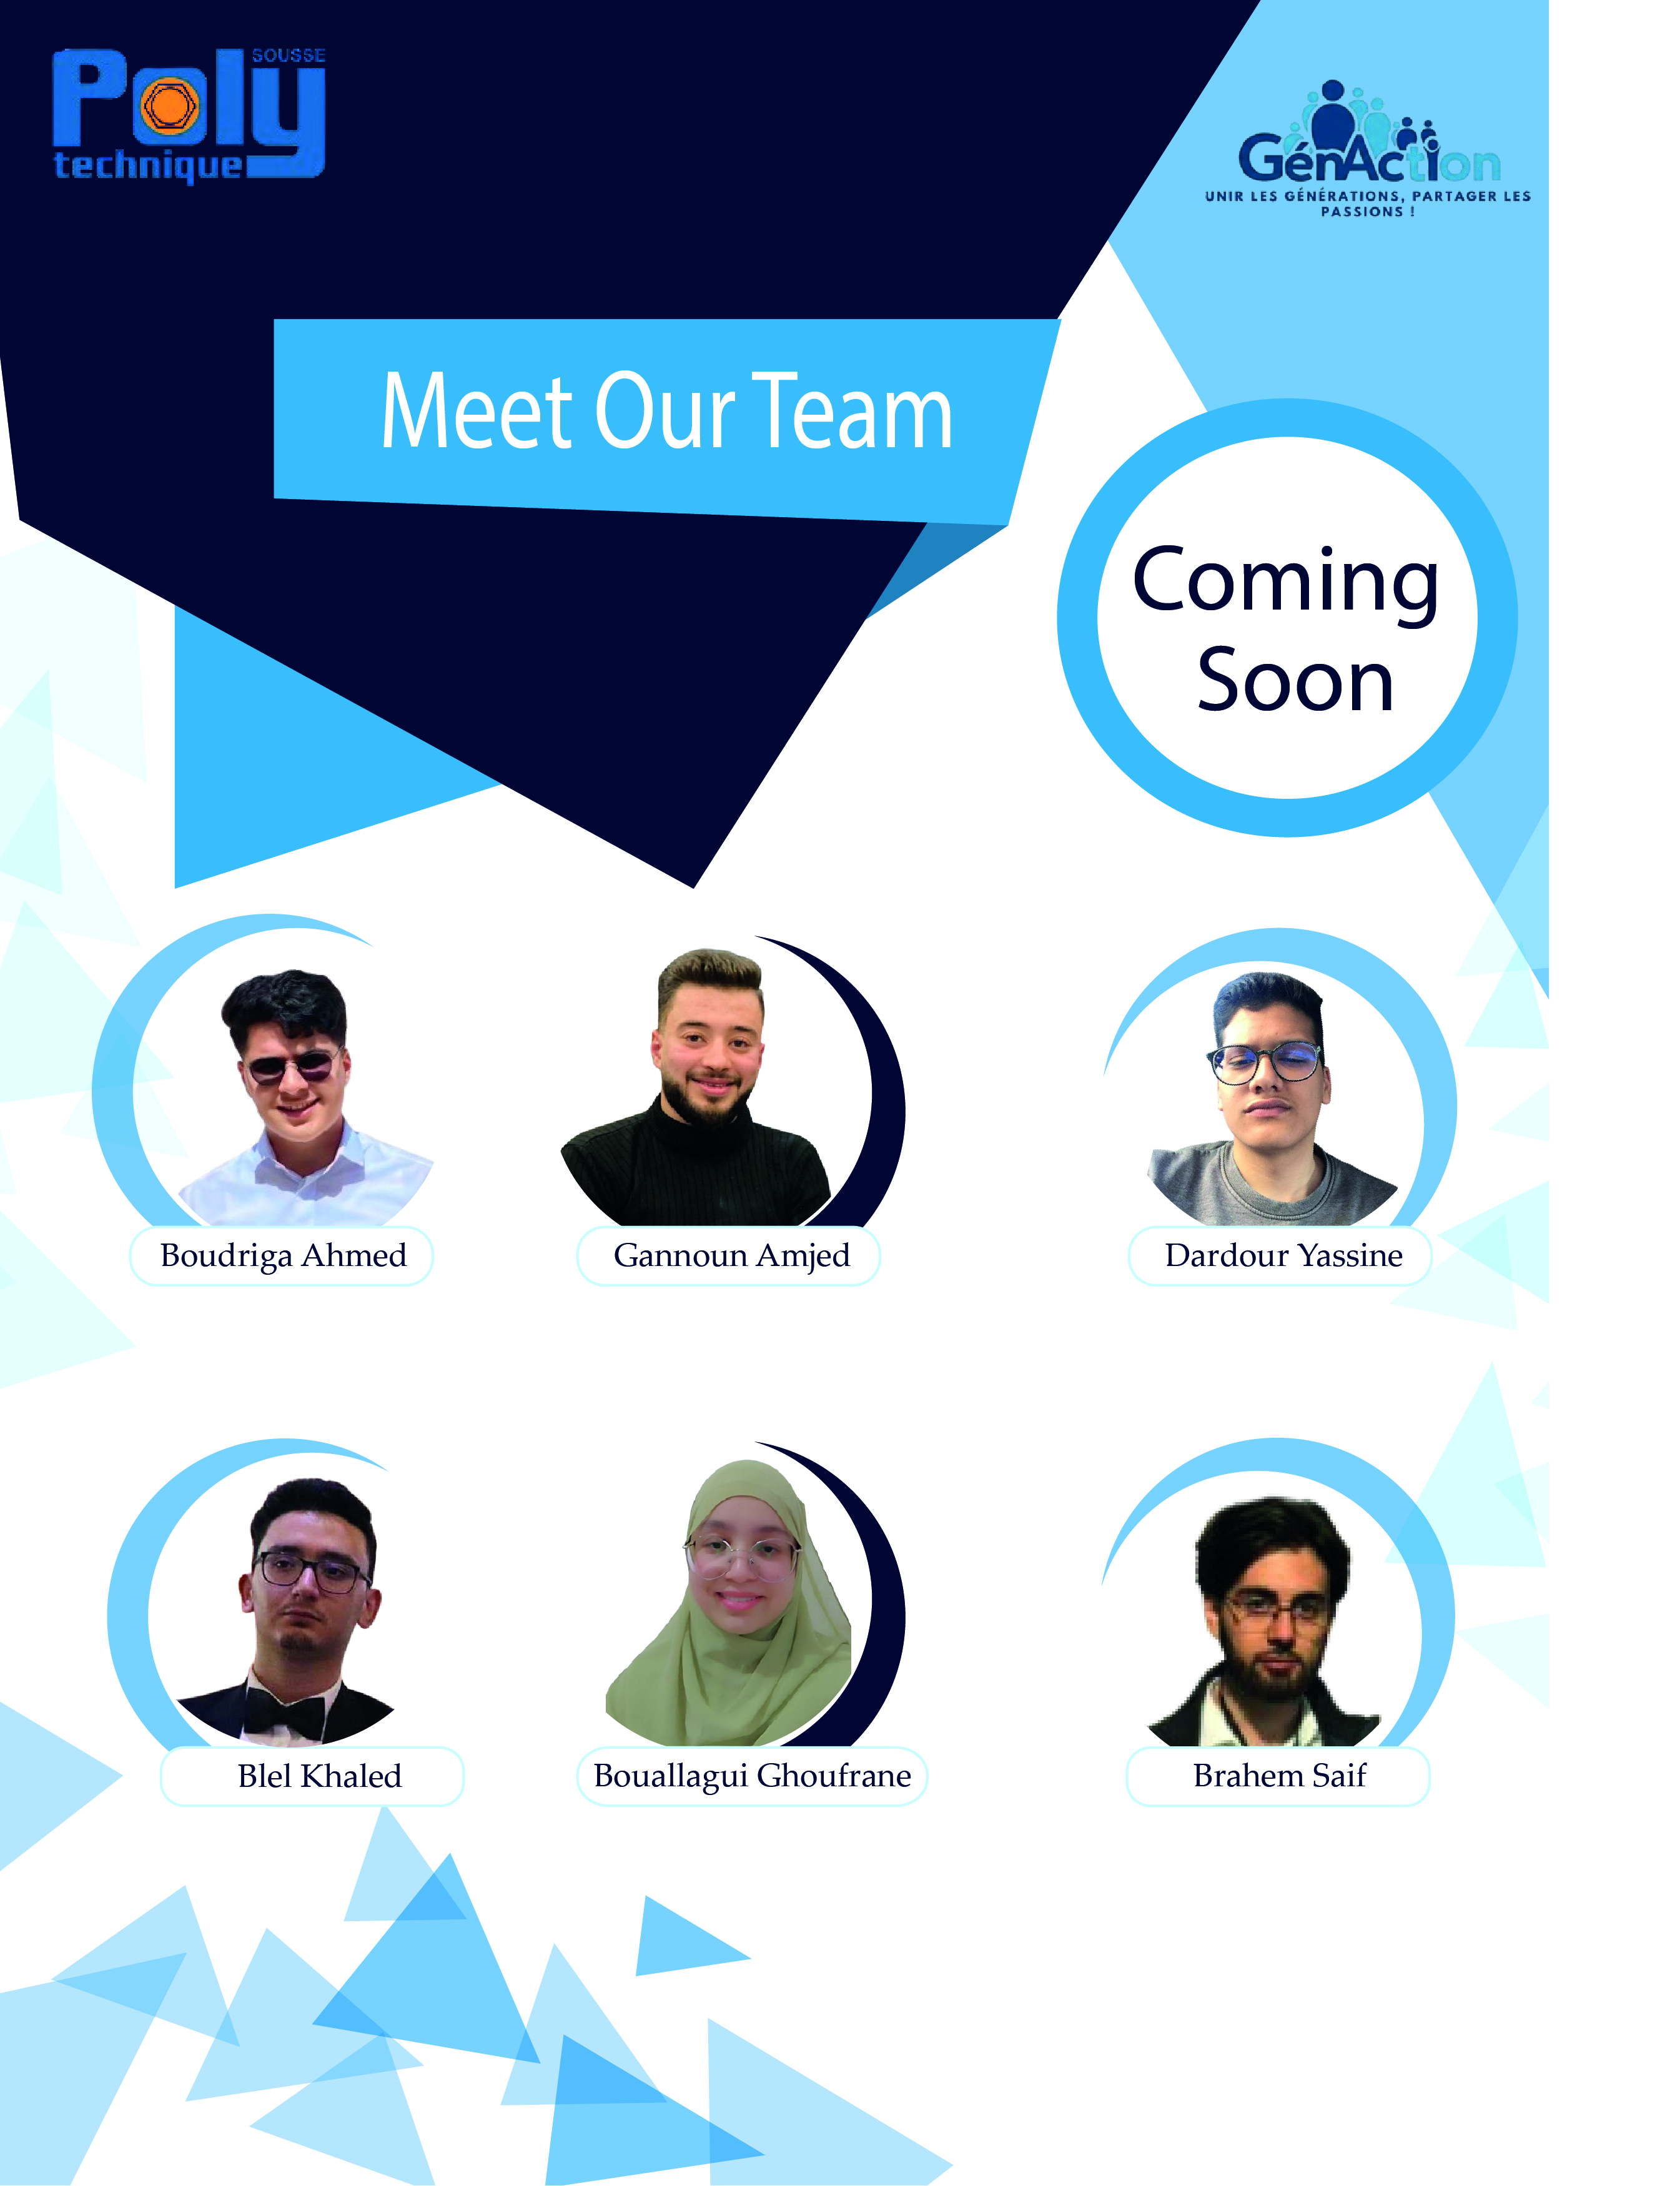 SOUSSE
Poly
technique
GénAction
UNIR LES GÉNÉRATIONS, PARTAGER LES
PASSIONS !
Meet Our Team
Coming
Soon
Boudriga Ahmed
Gannoun Amjed
Dardour Yassine
Blel Khaled
Bouallagui Ghoufrane
Brahem Saif